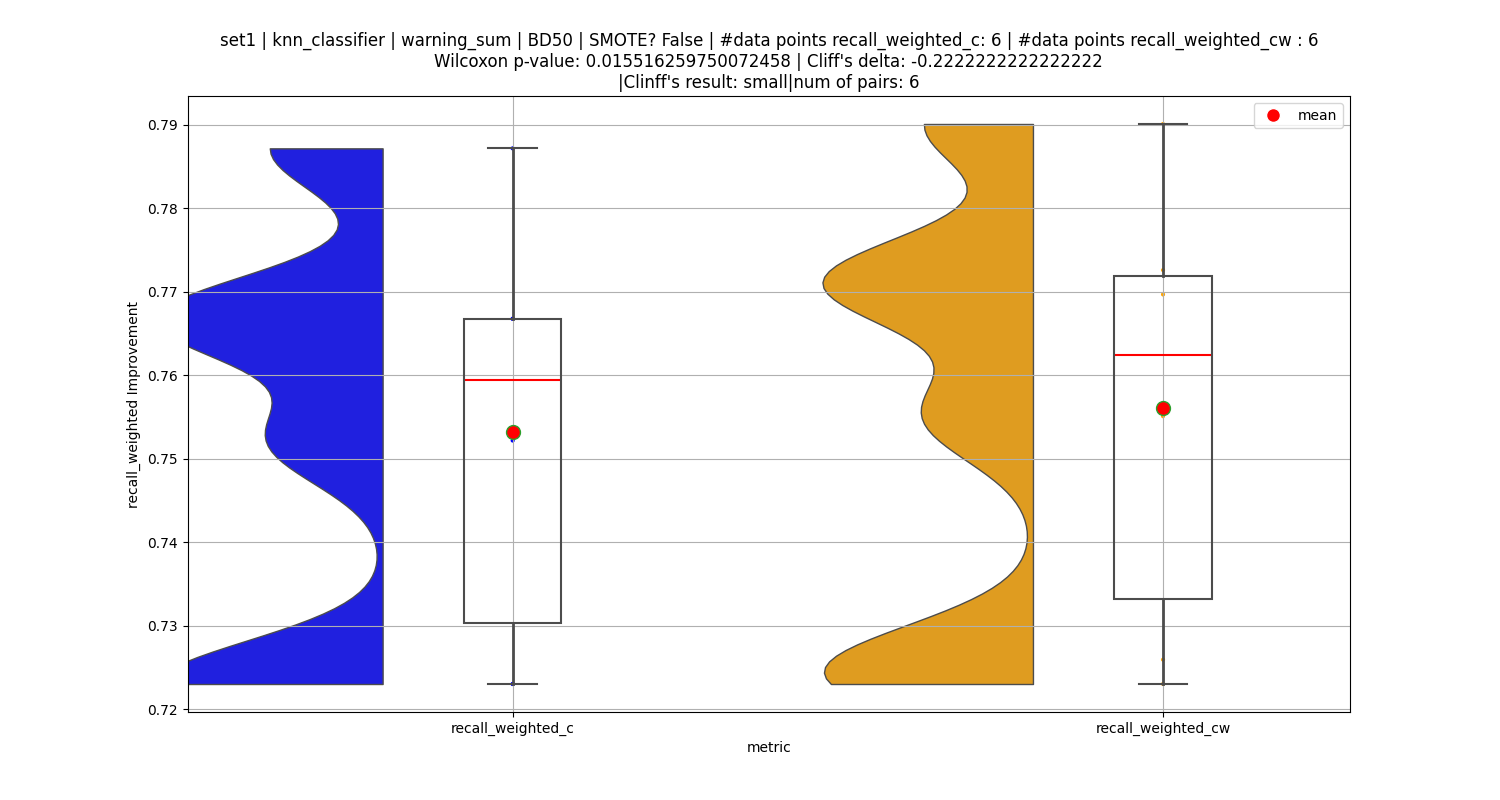 set1 | knn_classifier | warning_sum | BD50 | SMOTE? False | #data points recall_weighted_c: 6 | #data points recall_weighted_cw : 6
Wilcoxon p-value: 0.015516259750072458 | Cliff's delta: -0.2222222222222222
|Clinff's result: small|num of pairs: 6
mean
recall_weighted Improvement
0.79
0.78
0.77
0.76
0.75
0.74
0.73
0.72
recall_weighted_c
recall_weighted_cw
metric